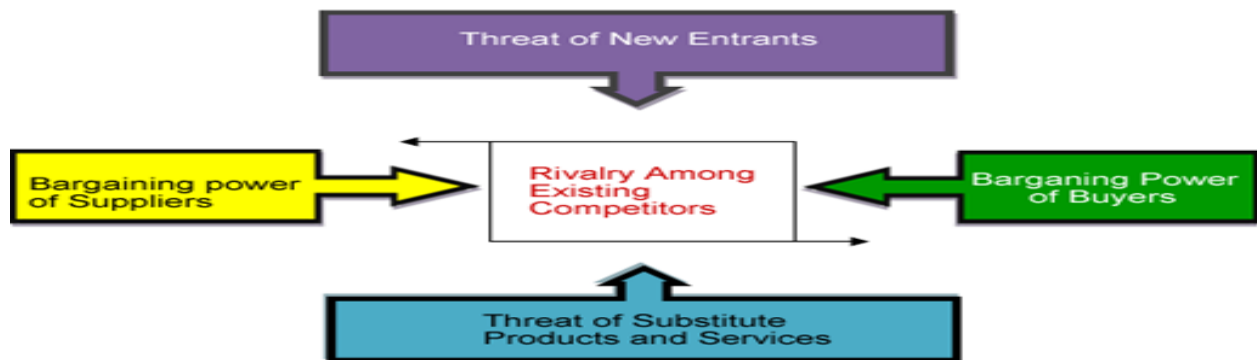 Threat of New Entrants
Bargaining power
of Suppliers
Rivalry Among
Existing
Competitors
Barganing Power
of Buyers
Threat of Substitute
Products and Services